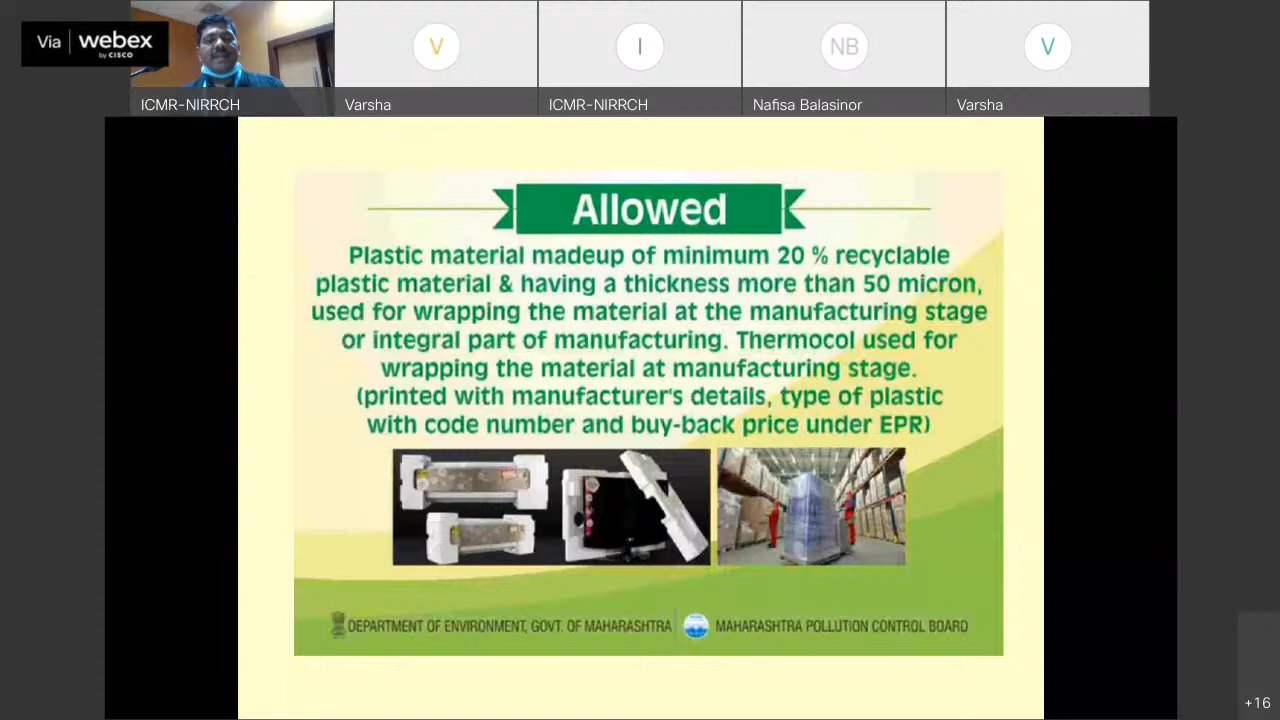 Via webex
by CISCO
V
I
NB
V
ICMR-NIRRCH
Varsha
ICMR-NIRRCH
Nafisa Balasinor
Varsha
Allowed
Plastic material madeup of minimum 20 % recyclable
plastic material & having a thickness more than 50 micron,
used for wrapping the material at the manufacturing stage
or integral part of manufacturing. Thermocol used for
wrapping the material at manufacturing stage.
(printed with manufacturer's details, type of plastic
with code number and buy-back price under EPR)
DEPARTMENT OF ENVIRONMENT, GOVT. OF MAHARASHTRA
MAHARASHTRA POLLUTION CONTROL BOARD
+16